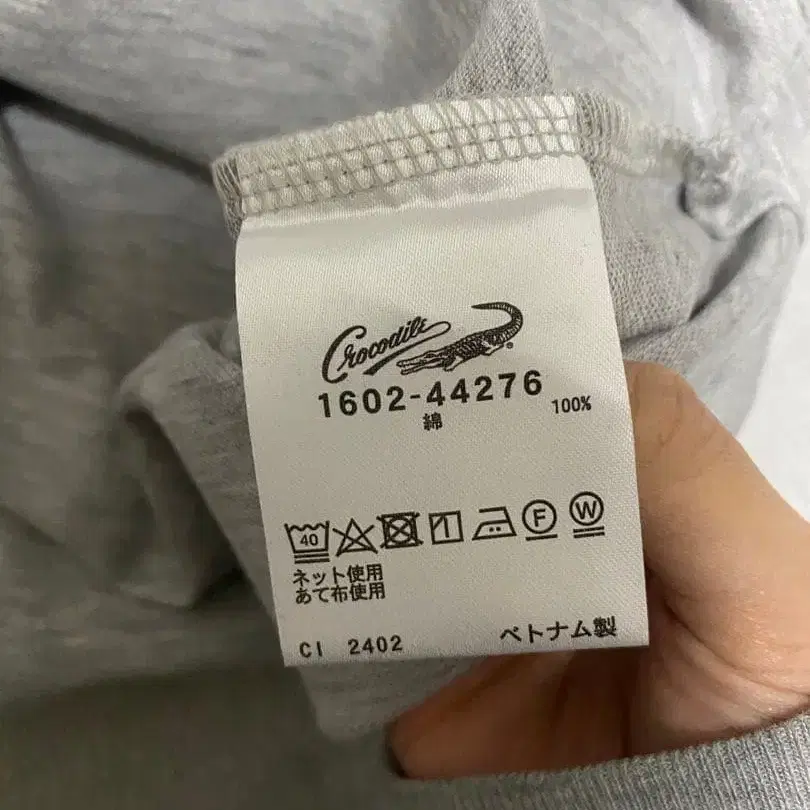 Crocodile
®
1602-44276
綿 100%
40 F W
ネット使用
あて布使用
CI 2402 ベトナム製